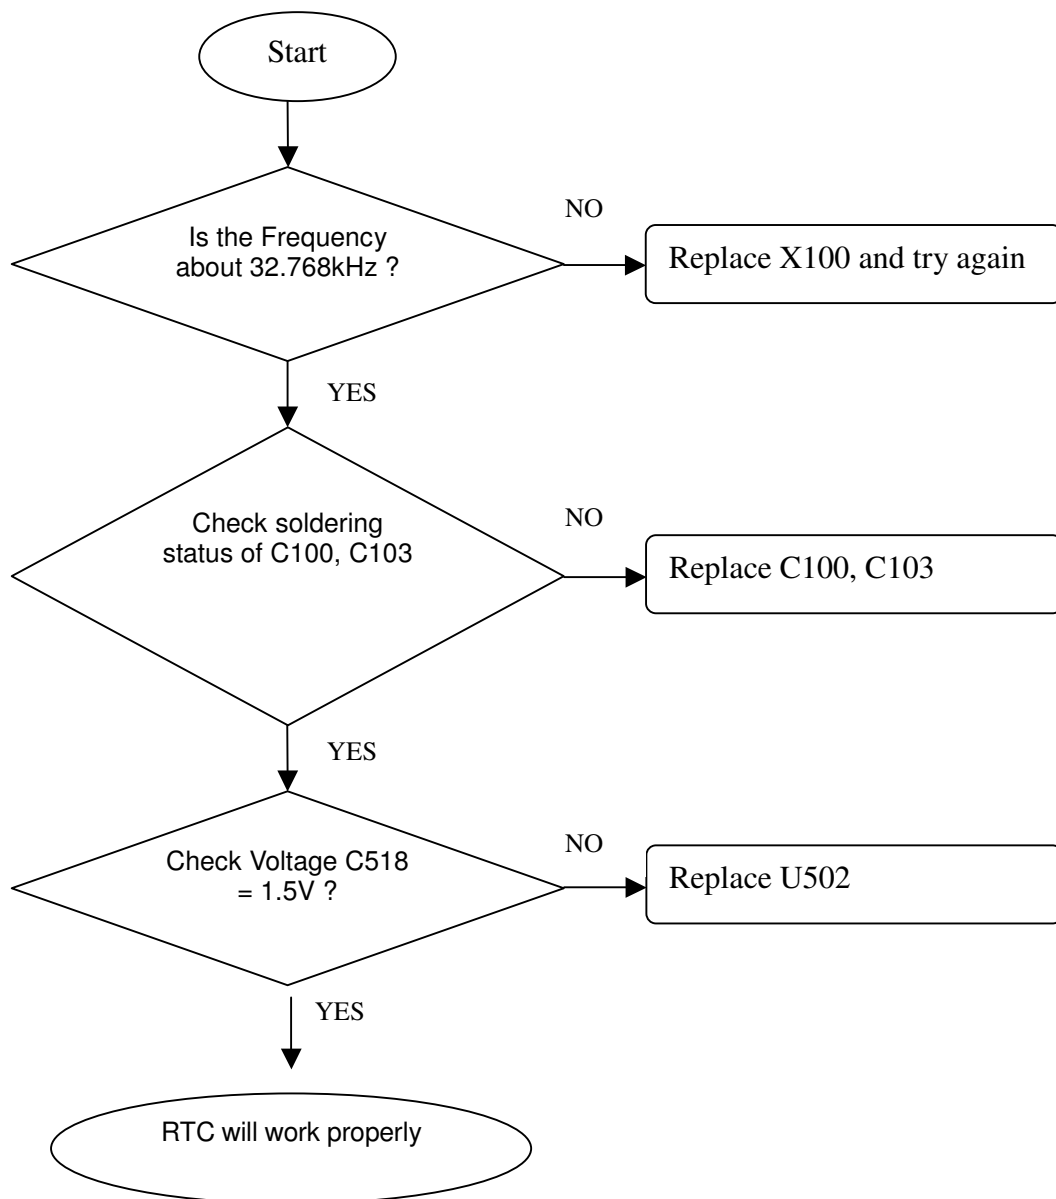 Start
Is the Frequency
about 32.768kHz ?
NO
Replace X100 and try again
YES
Check soldering
status of C100, C103
NO
Replace C100, C103
YES
Check Voltage C518
= 1.5V ?
NO
Replace U502
YES
RTC will work properly